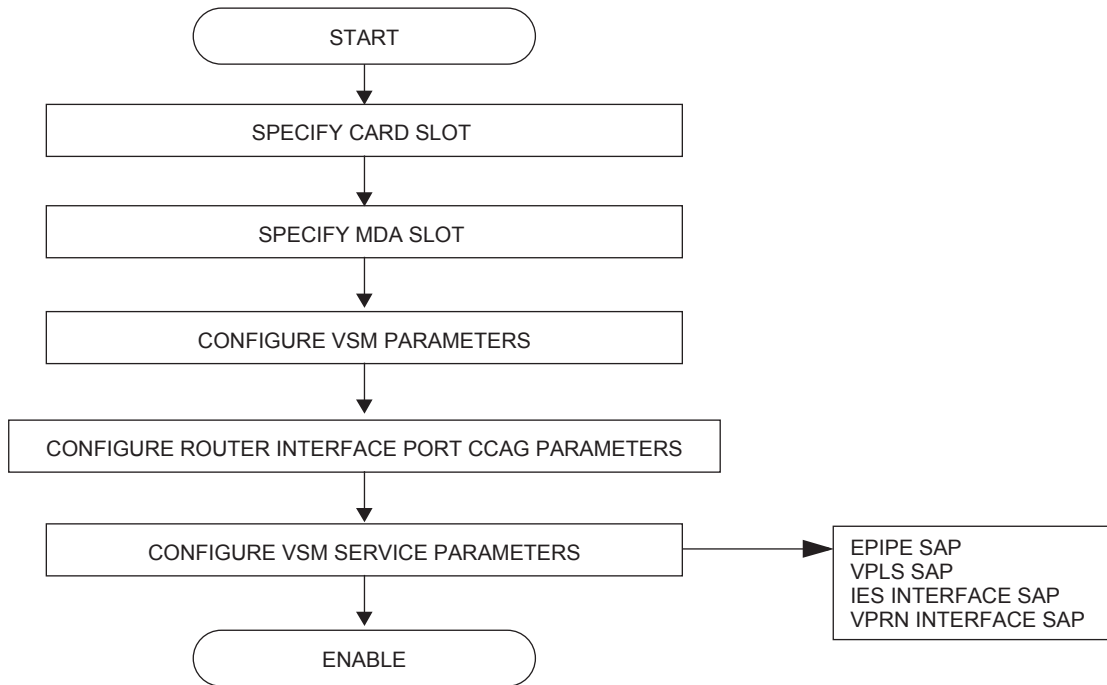 START
SPECIFY CARD SLOT
SPECIFY MDA SLOT
CONFIGURE VSM PARAMETERS
CONFIGURE ROUTER INTERFACE PORT CCAG PARAMETERS
CONFIGURE VSM SERVICE PARAMETERS
EPIPE SAP
VPLS SAP
IES INTERFACE SAP
VPRN INTERFACE SAP
ENABLE